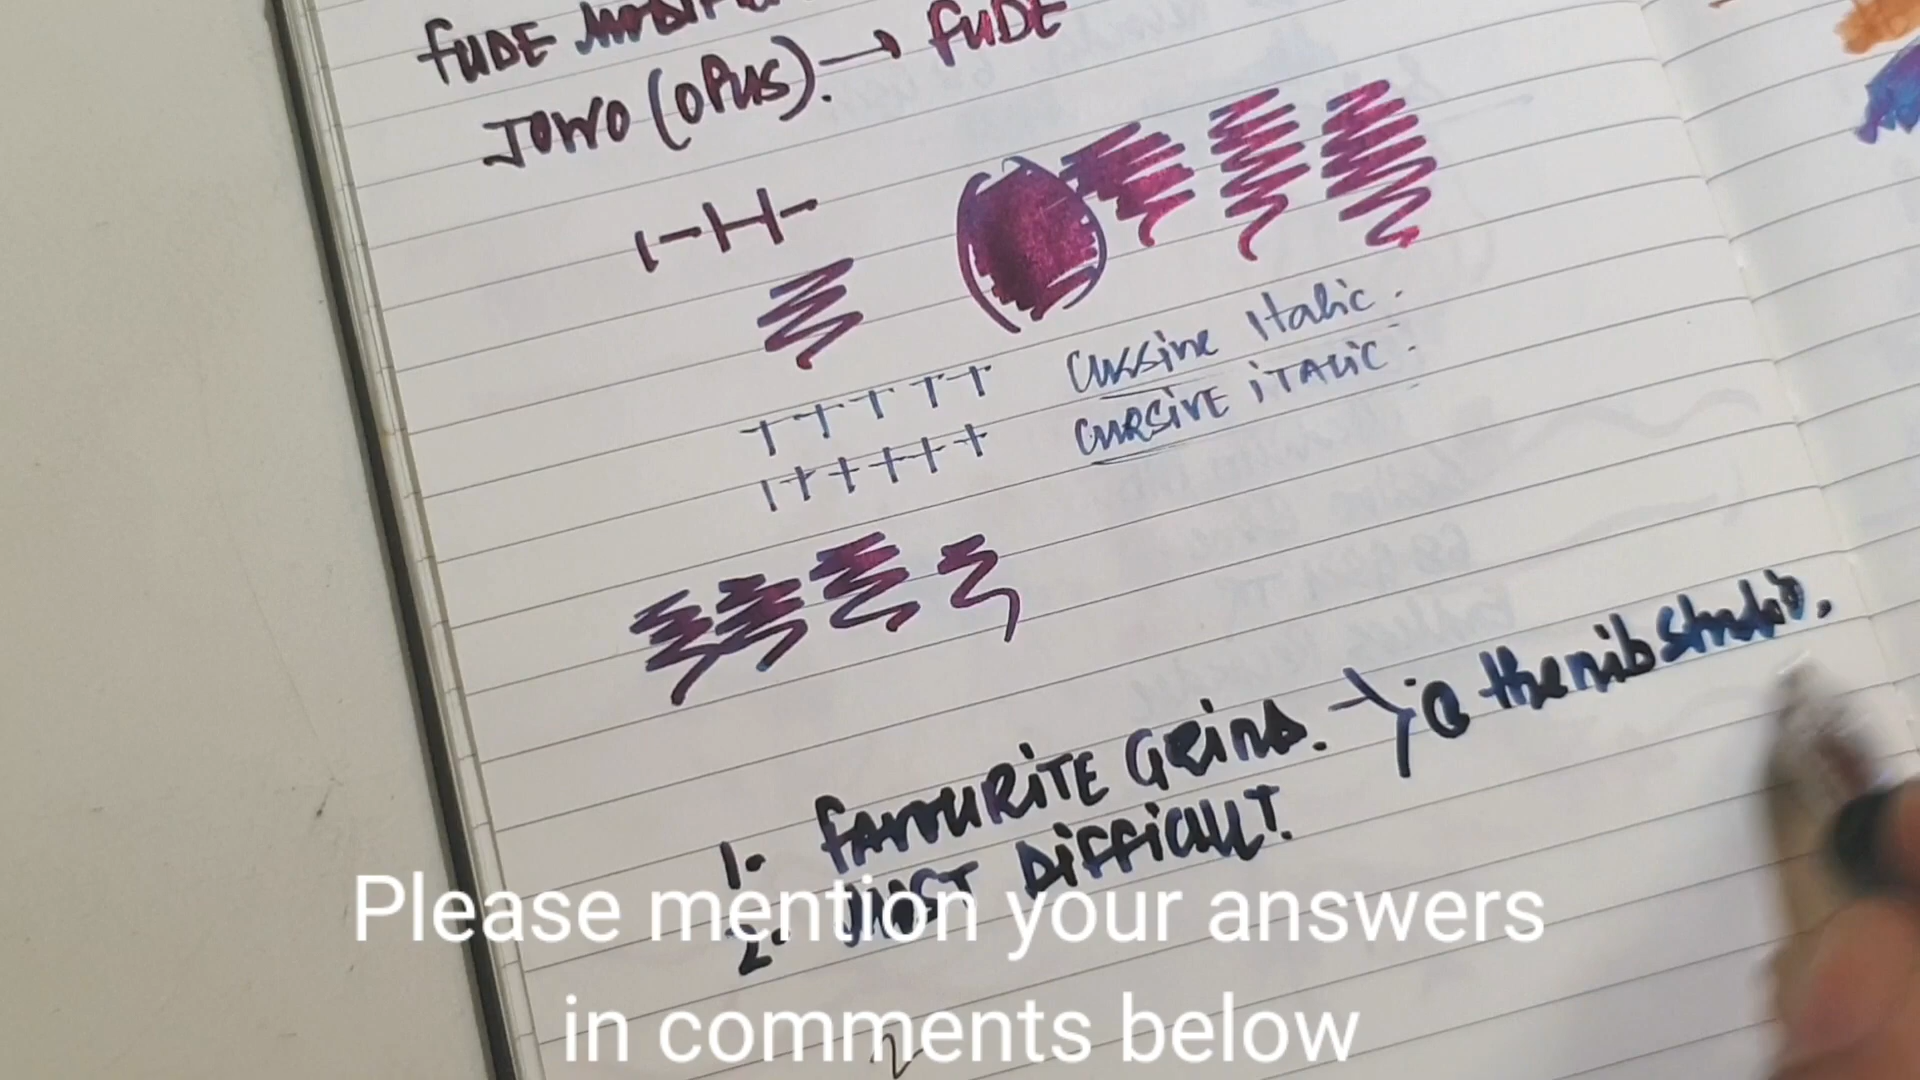 FUDE
JOWO (OPUS). → FUDE
Cursive Italic.
CURSIVE iTALIC.
1. FAVOURITE GRIND. → @thenibstudio.
2. MOST DIFFICULT.
Please mention your answers
in comments below
2